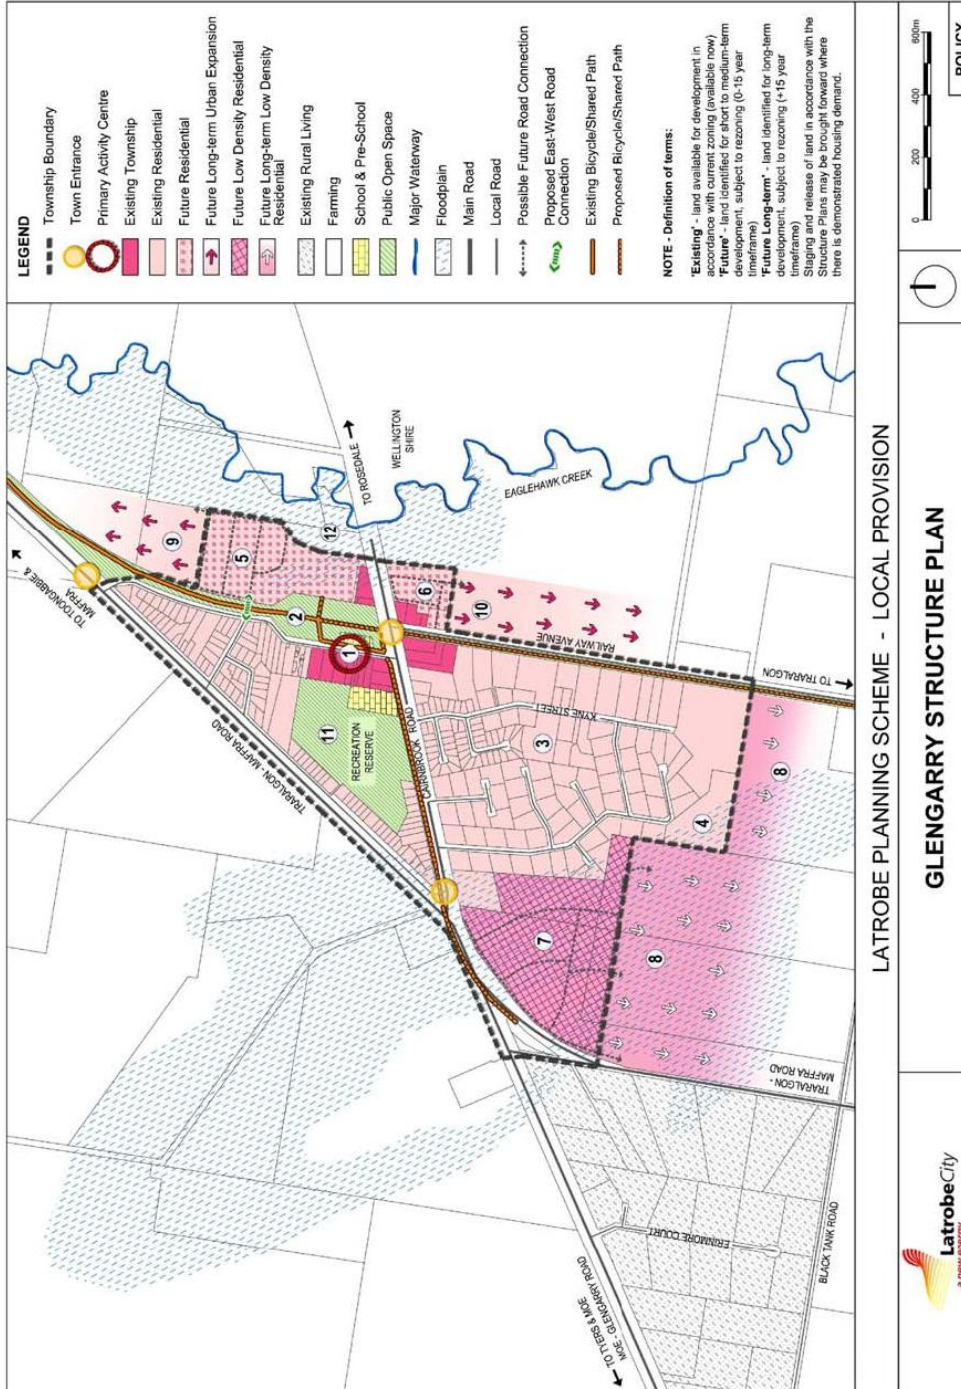 LEGEND
Township Boundary
Town Entrance
Primary Activity Centre
Existing Township
Existing Residential
Future Residential
Future Long-term Urban Expansion
Future Low Density Residential
Future Long-term Low Density
Residential
Existing Rural Living
Farming
School & Pre-School
Public Open Space
Major Waterway
Floodplain
Main Road
Local Road
Possible Future Road Connection
Proposed East-West Road
Connection
Existing Bicycle/Shared Path
Proposed Bicycle/Shared Path
NOTE - Definition of terms:
'Existing' - land available for development in
accordance with current zoning (available now)
'Future' - land identified for short to medium-term
development, subject to rezoning (0-15 year
timeframe)
'Future Long-term' - land identified for long-term
development, subject to rezoning (+15 year
timeframe)
Staging and release of land in accordance with the
Structure Plans may be brought forward where
there is demonstrated housing demand.
TO TOONGABBIE &
MAFFRA
TRARALGON - MAFFRA ROAD
9
5
2
1
11
RECREATION
RESERVE
12
TO ROSEDALE
WELLINGTON
SHIRE
EAGLEHAWK CREEK
6
10
RAILWAY AVENUE
CAIRNBROOK ROAD
KYNE STREET
3
4
7
8
8
TO TRARALGON
TRARALGON -
MAFFRA ROAD
ERINMORE COURT
BLACK TANK ROAD
TO TYERS & MOE
MOE - GLENGARRY ROAD
LATROBE PLANNING SCHEME - LOCAL PROVISION
LatrobeCity
a new energy
GLENGARRY STRUCTURE PLAN
0 200 400 600m
POLICY